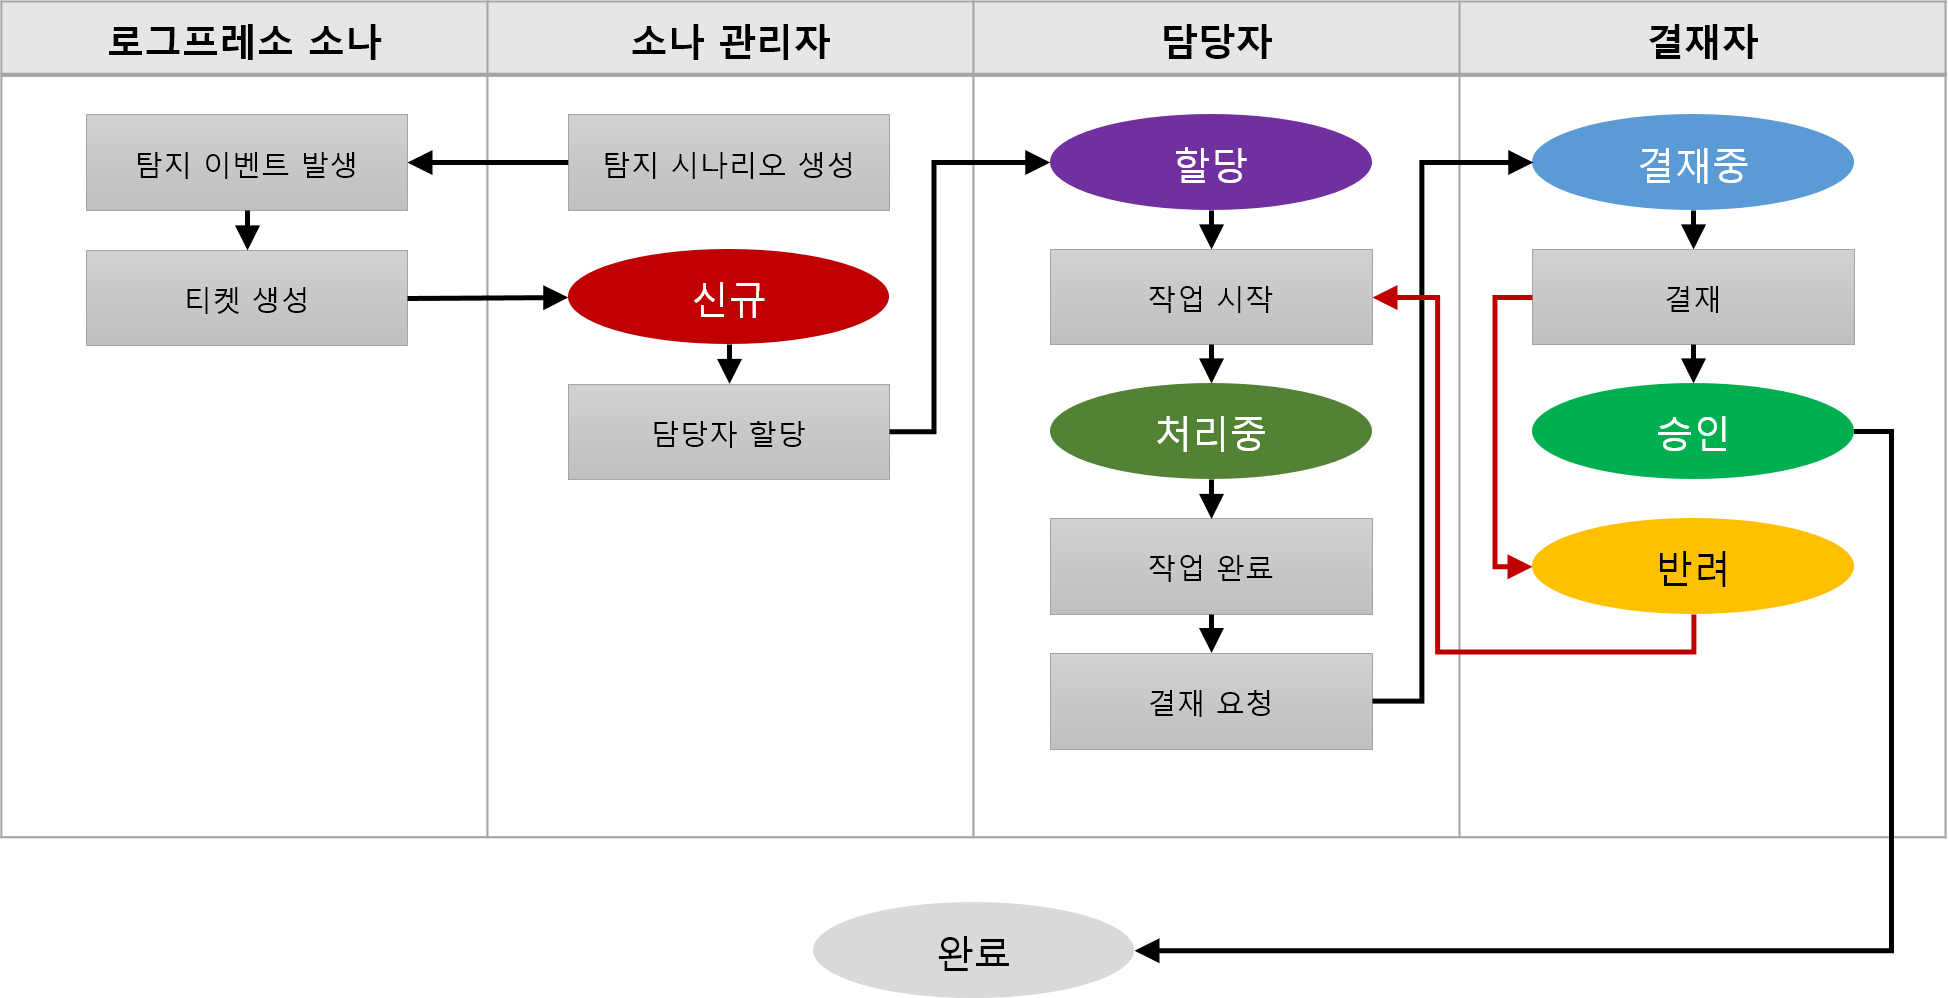 로그프레소 소나
소나 관리자
담당자
결재자
탐지 이벤트 발생
탐지 시나리오 생성
할당
결재중
티켓 생성
신규
작업 시작
결재
담당자 할당
처리중
승인
작업 완료
반려
결재 요청
완료